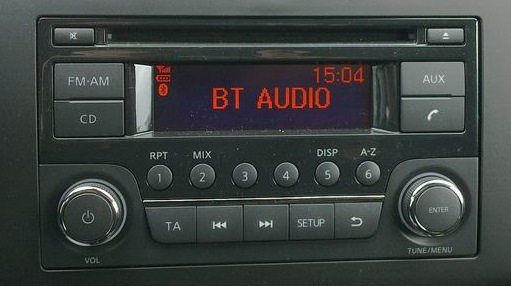 15:04
FM·AM
BT AUDIO
AUX
CD
RPT MIX DISP A-Z
1 2 3 4 5 6
TA SETUP ENTER
VOL TUNE/MENU